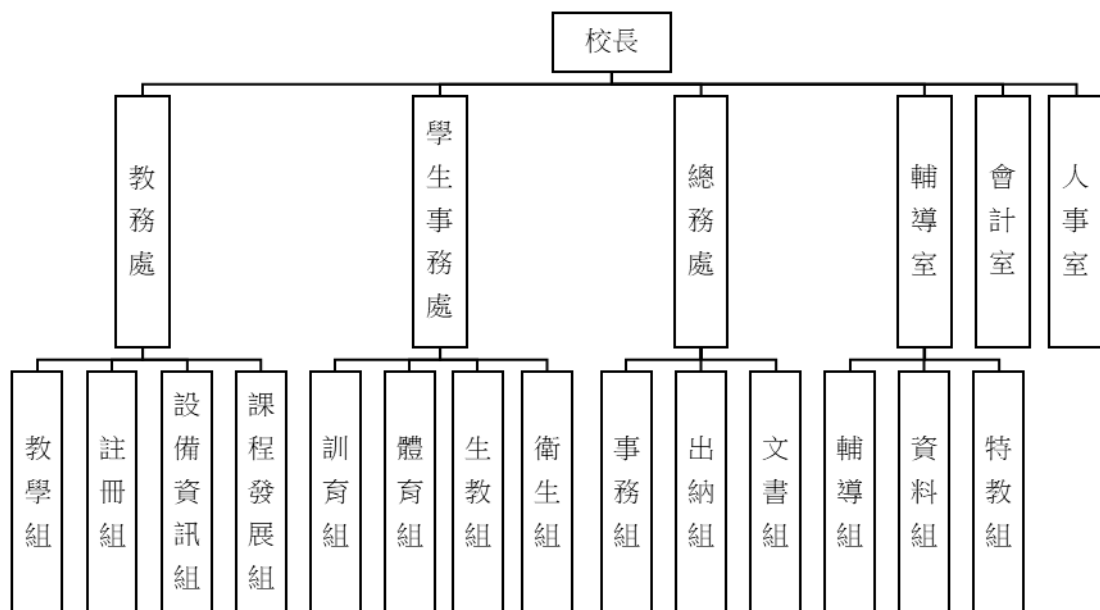 校長
教務處
學生事務處
總務處
輔導室
會計室
人事室
教學組
註冊組
設備資訊組
課程發展組
訓育組
體育組
生教組
衛生組
事務組
出納組
文書組
輔導組
資料組
特教組